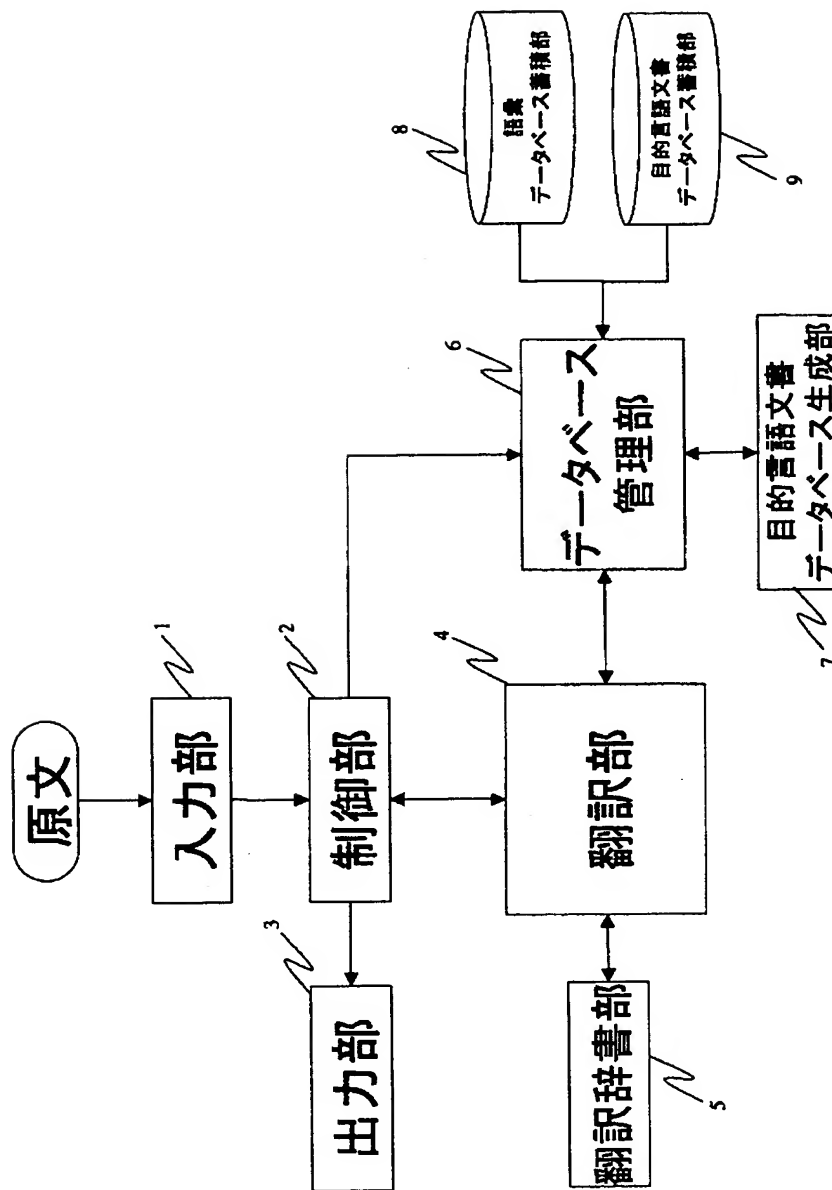 原文
入力部
1
制御部
2
出力部
3
翻訳部
4
翻訳辞書部
5
データベース
管理部
6
目的言語文書
データベース生成部
7
語彙
データベース蓄積部
8
目的言語文書
データベース蓄積部
9